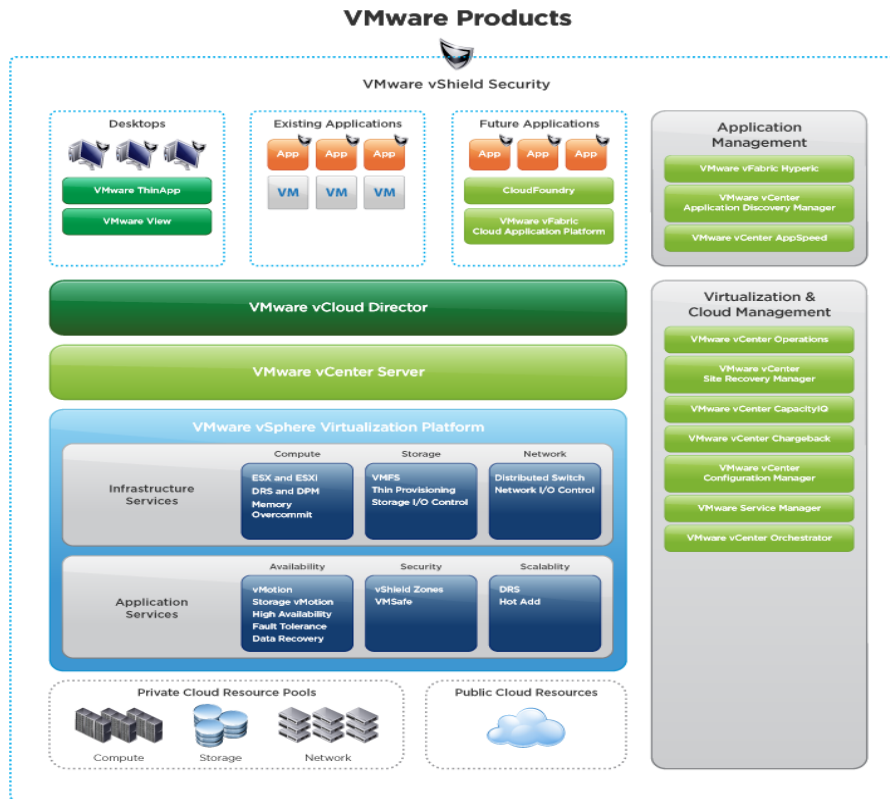 VMware Products
VMware vShield Security
Desktops
VMware ThinApp
VMware View
Existing Applications
App App App
VM VM VM
Future Applications
App App App
CloudFoundry
VMware vFabric
Cloud Application Platform
Application
Management
VMware vFabric Hyperic
VMware vCenter
Application Discovery Manager
VMware vCenter AppSpeed
VMware vCloud Director
VMware vCenter Server
VMware vSphere Virtualization Platform
Infrastructure
Services
Compute
ESX and ESXi
DRS and DPM
Memory
Overcommit
Storage
VMFS
Thin Provisioning
Storage I/O Control
Network
Distributed Switch
Network I/O Control
Application
Services
Availability
vMotion
Storage vMotion
High Availability
Fault Tolerance
Data Recovery
Security
vShield Zones
VMSafe
Scalablity
DRS
Hot Add
Virtualization &
Cloud Management
VMware vCenter Operations
VMware vCenter
Site Recovery Manager
VMware vCenter CapacityIQ
VMware vCenter Chargeback
VMware vCenter
Configuration Manager
VMware Service Manager
VMware vCenter Orchestrator
Private Cloud Resource Pools
Compute
Storage
Network
Public Cloud Resources